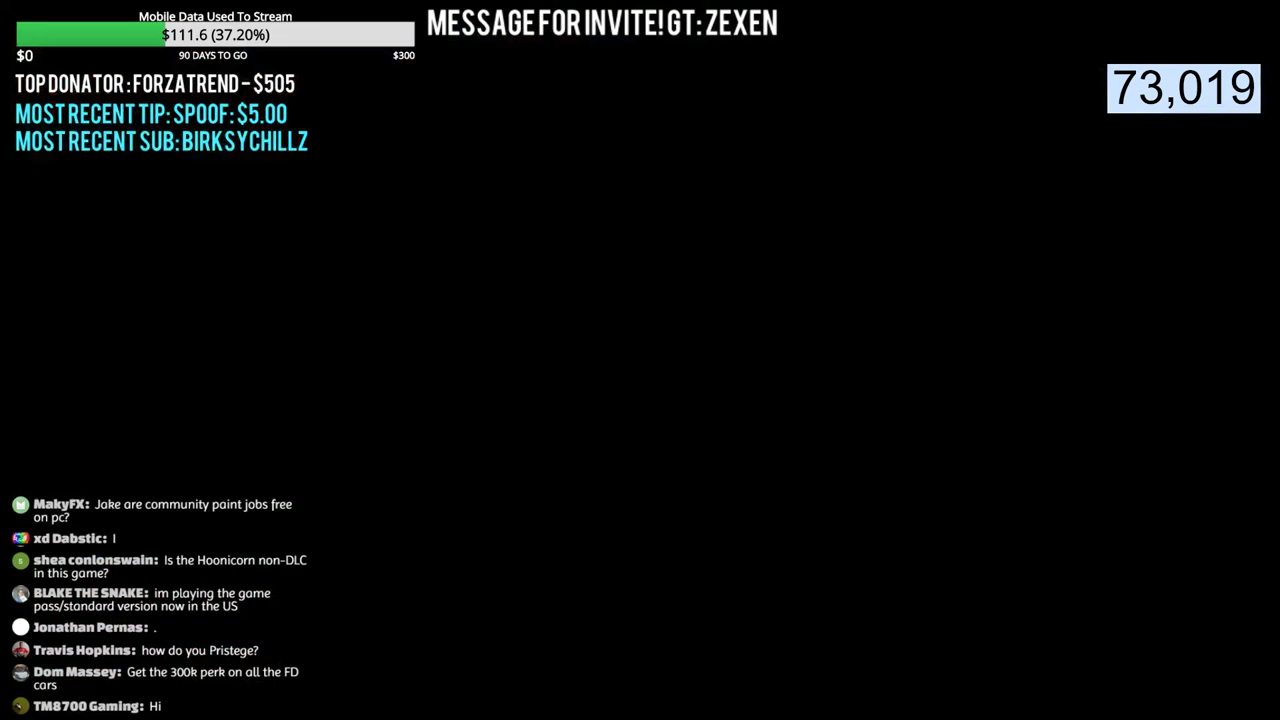 Mobile Data Used To Stream
$111.6 (37.20%)
$0 90 DAYS TO GO $300
MESSAGE FOR INVITE! GT: ZEXEN
73,019
TOP DONATOR : FORZATREND - $505
MOST RECENT TIP: SPOOF: $5.00
MOST RECENT SUB: BIRKSYCHILLZ
MakyFX: Jake are community paint jobs free
on pc?
xd Dabstic: I
shea conlonswain: Is the Hoonicorn non-DLC
in this game?
BLAKE THE SNAKE: im playing the game
pass/standard version now in the US
Jonathan Pernas: .
Travis Hopkins: how do you Pristege?
Dom Massey: Get the 300k perk on all the FD
cars
TM8700 Gaming: Hi